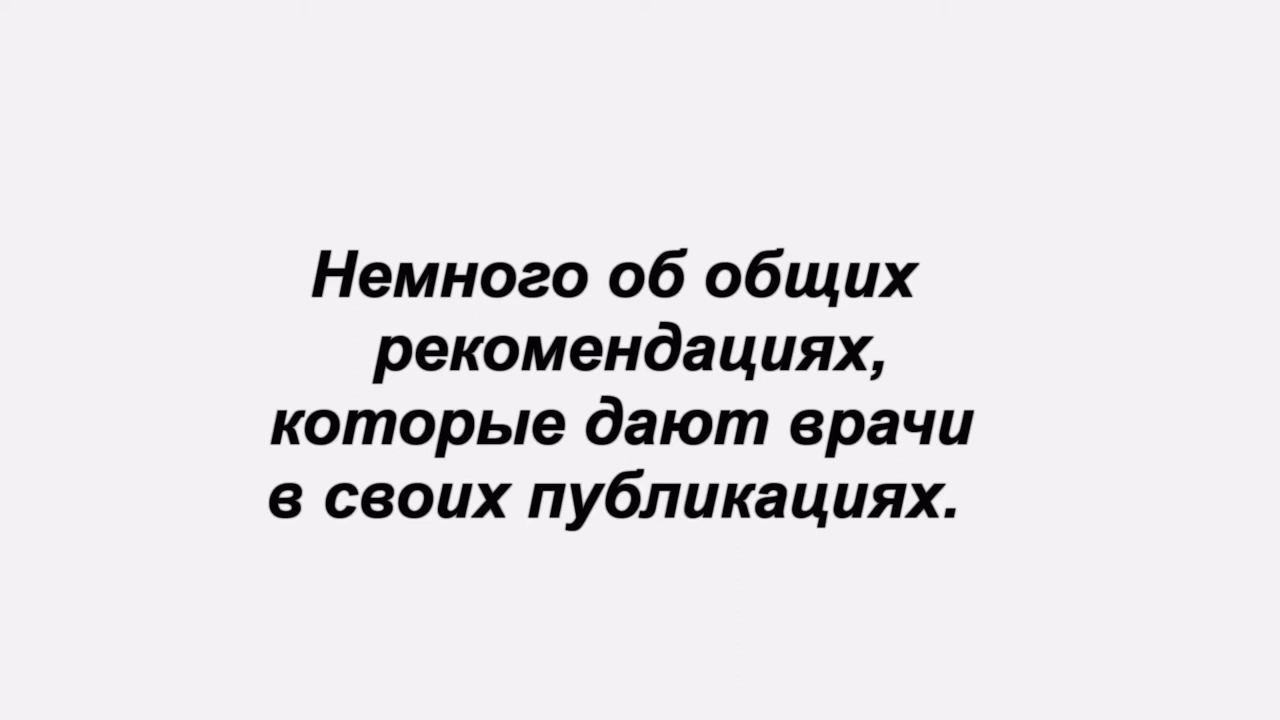 Немного об общих
рекомендациях,
которые дают врачи
в своих публикациях.